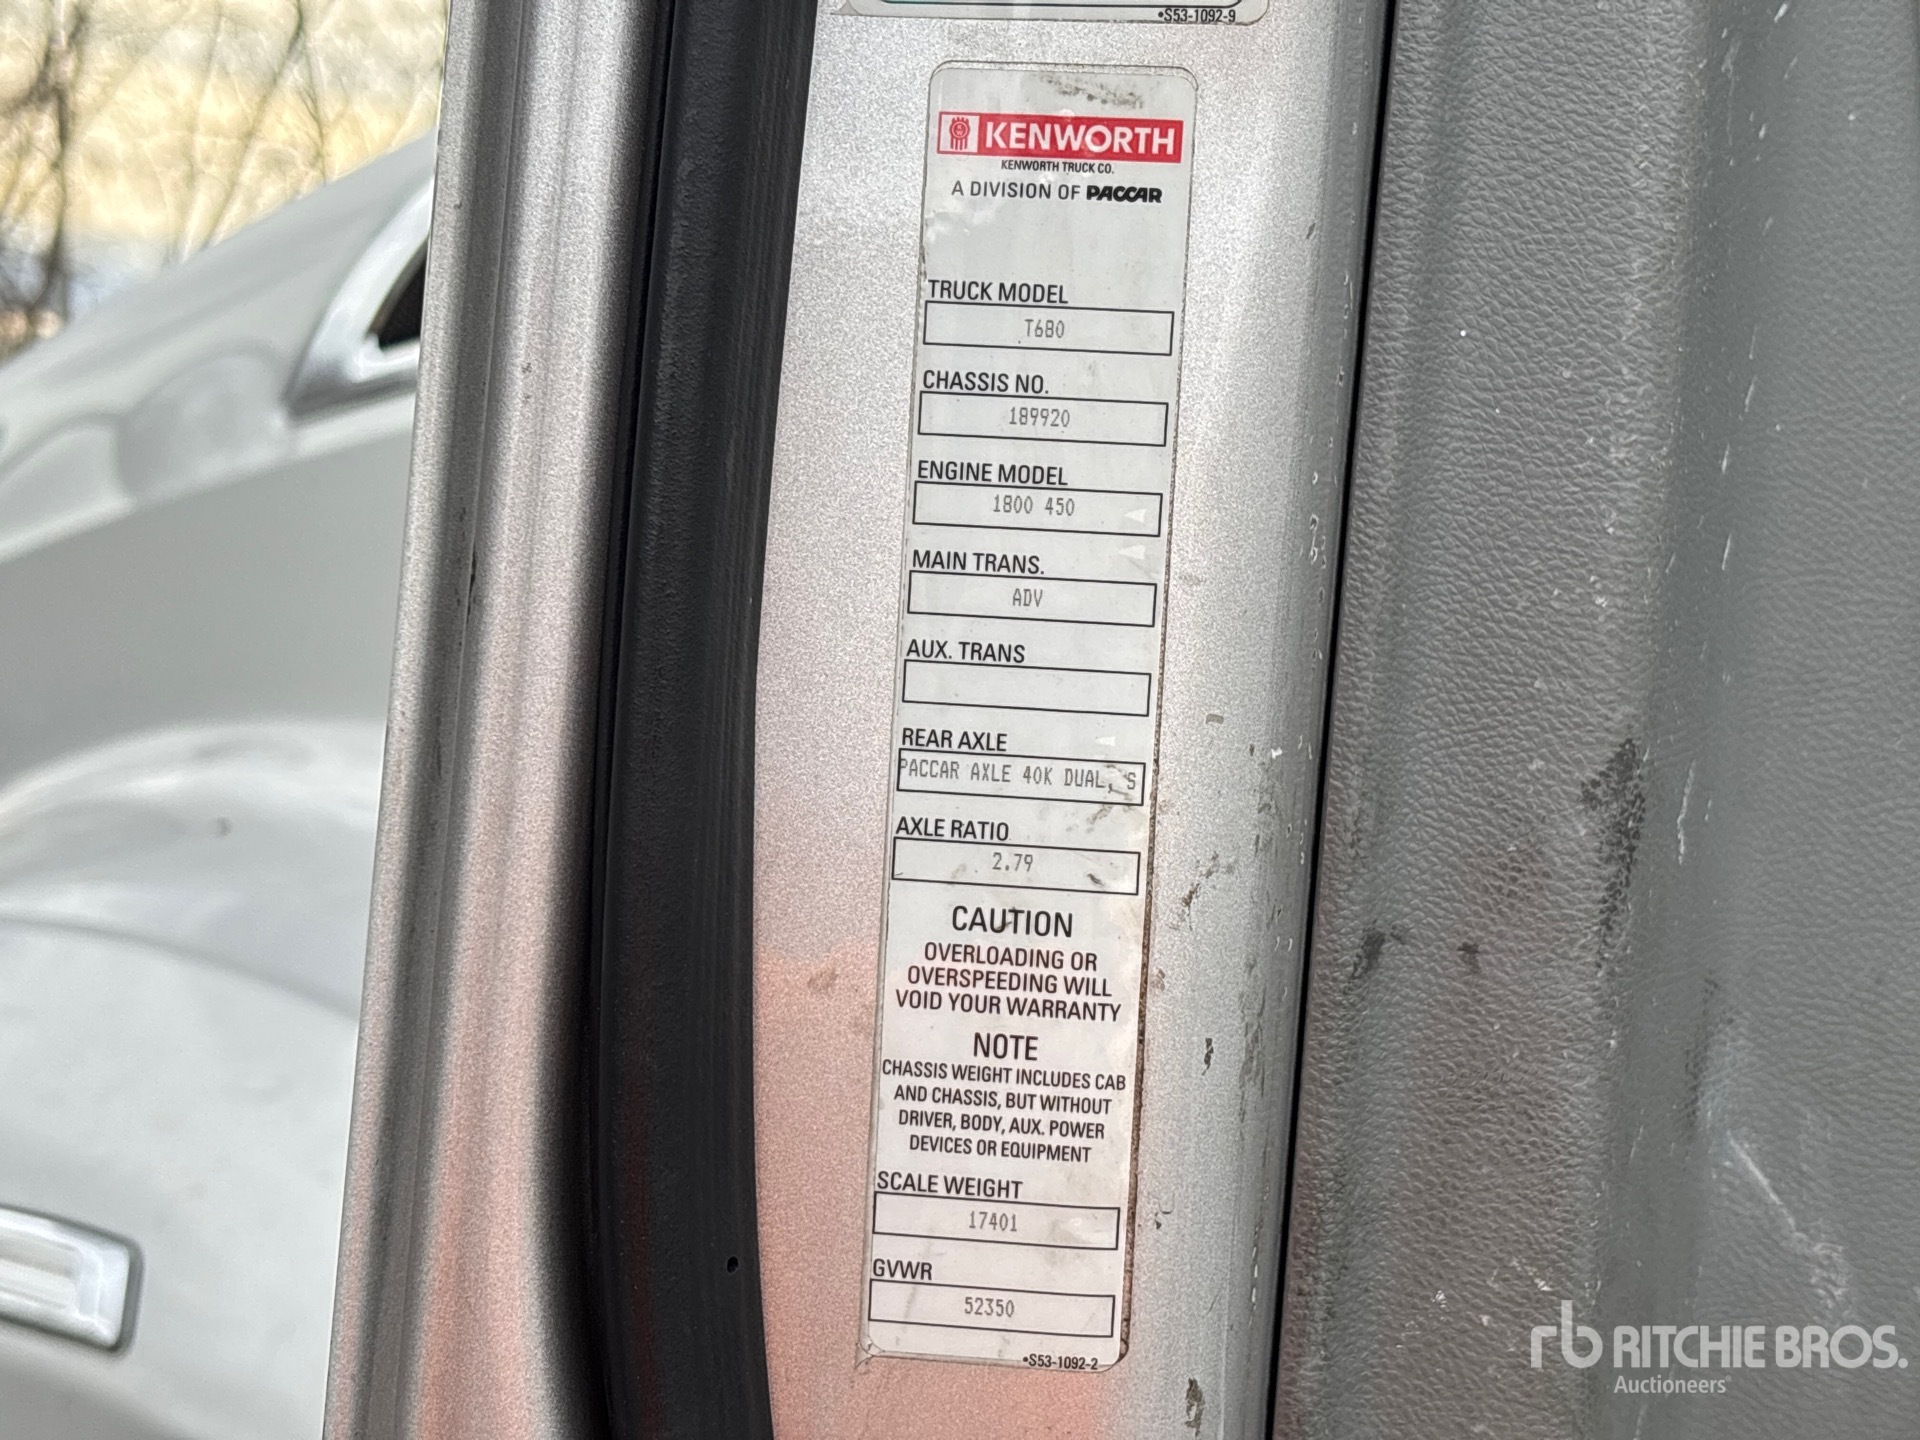 •S53-1092-9
KENWORTH
KENWORTH TRUCK CO.
A DIVISION OF PACCAR
TRUCK MODEL
T680
CHASSIS NO.
189920
ENGINE MODEL
1800 450
MAIN TRANS.
ADV
AUX. TRANS
REAR AXLE
PACCAR AXLE 40K DUAL, S
AXLE RATIO
2.79
CAUTION
OVERLOADING OR
OVERSPEEDING WILL
VOID YOUR WARRANTY
NOTE
CHASSIS WEIGHT INCLUDES CAB
AND CHASSIS, BUT WITHOUT
DRIVER, BODY, AUX. POWER
DEVICES OR EQUIPMENT
SCALE WEIGHT
17401
GVWR
52350
•S53-1092-2
rb RITCHIE BROS.
Auctioneers